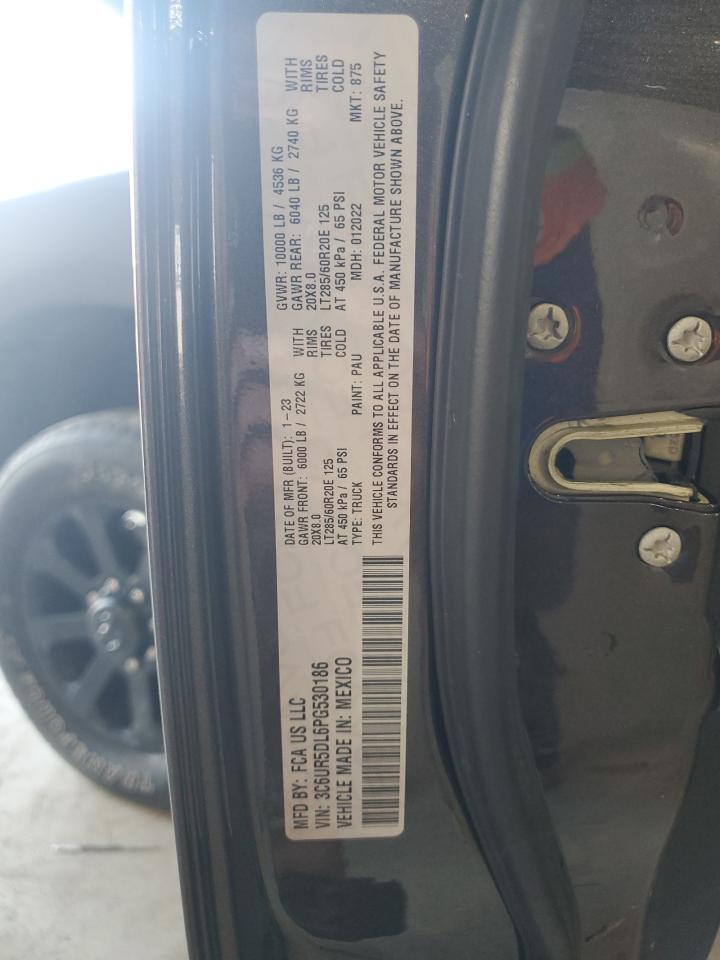 MFD BY: FCA US LLC
VIN: 3C6UR5DL6PG530186
VEHICLE MADE IN: MEXICO
DATE OF MFR (BUILT): 1-23 GVWR: 10000 LB / 4536 KG
GAWR FRONT: 6000 LB / 2722 KG WITH GAWR REAR: 6040 LB / 2740 KG WITH
20X8.0 RIMS 20X8.0 RIMS
LT285/60R20E 125 TIRES LT285/60R20E 125 TIRES
AT 450 kPa / 65 PSI COLD AT 450 kPa / 65 PSI COLD
TYPE: TRUCK PAINT: PAU MDH: 012022 MKT: 875
THIS VEHICLE CONFORMS TO ALL APPLICABLE U.S.A. FEDERAL MOTOR VEHICLE SAFETY
STANDARDS IN EFFECT ON THE DATE OF MANUFACTURE SHOWN ABOVE.